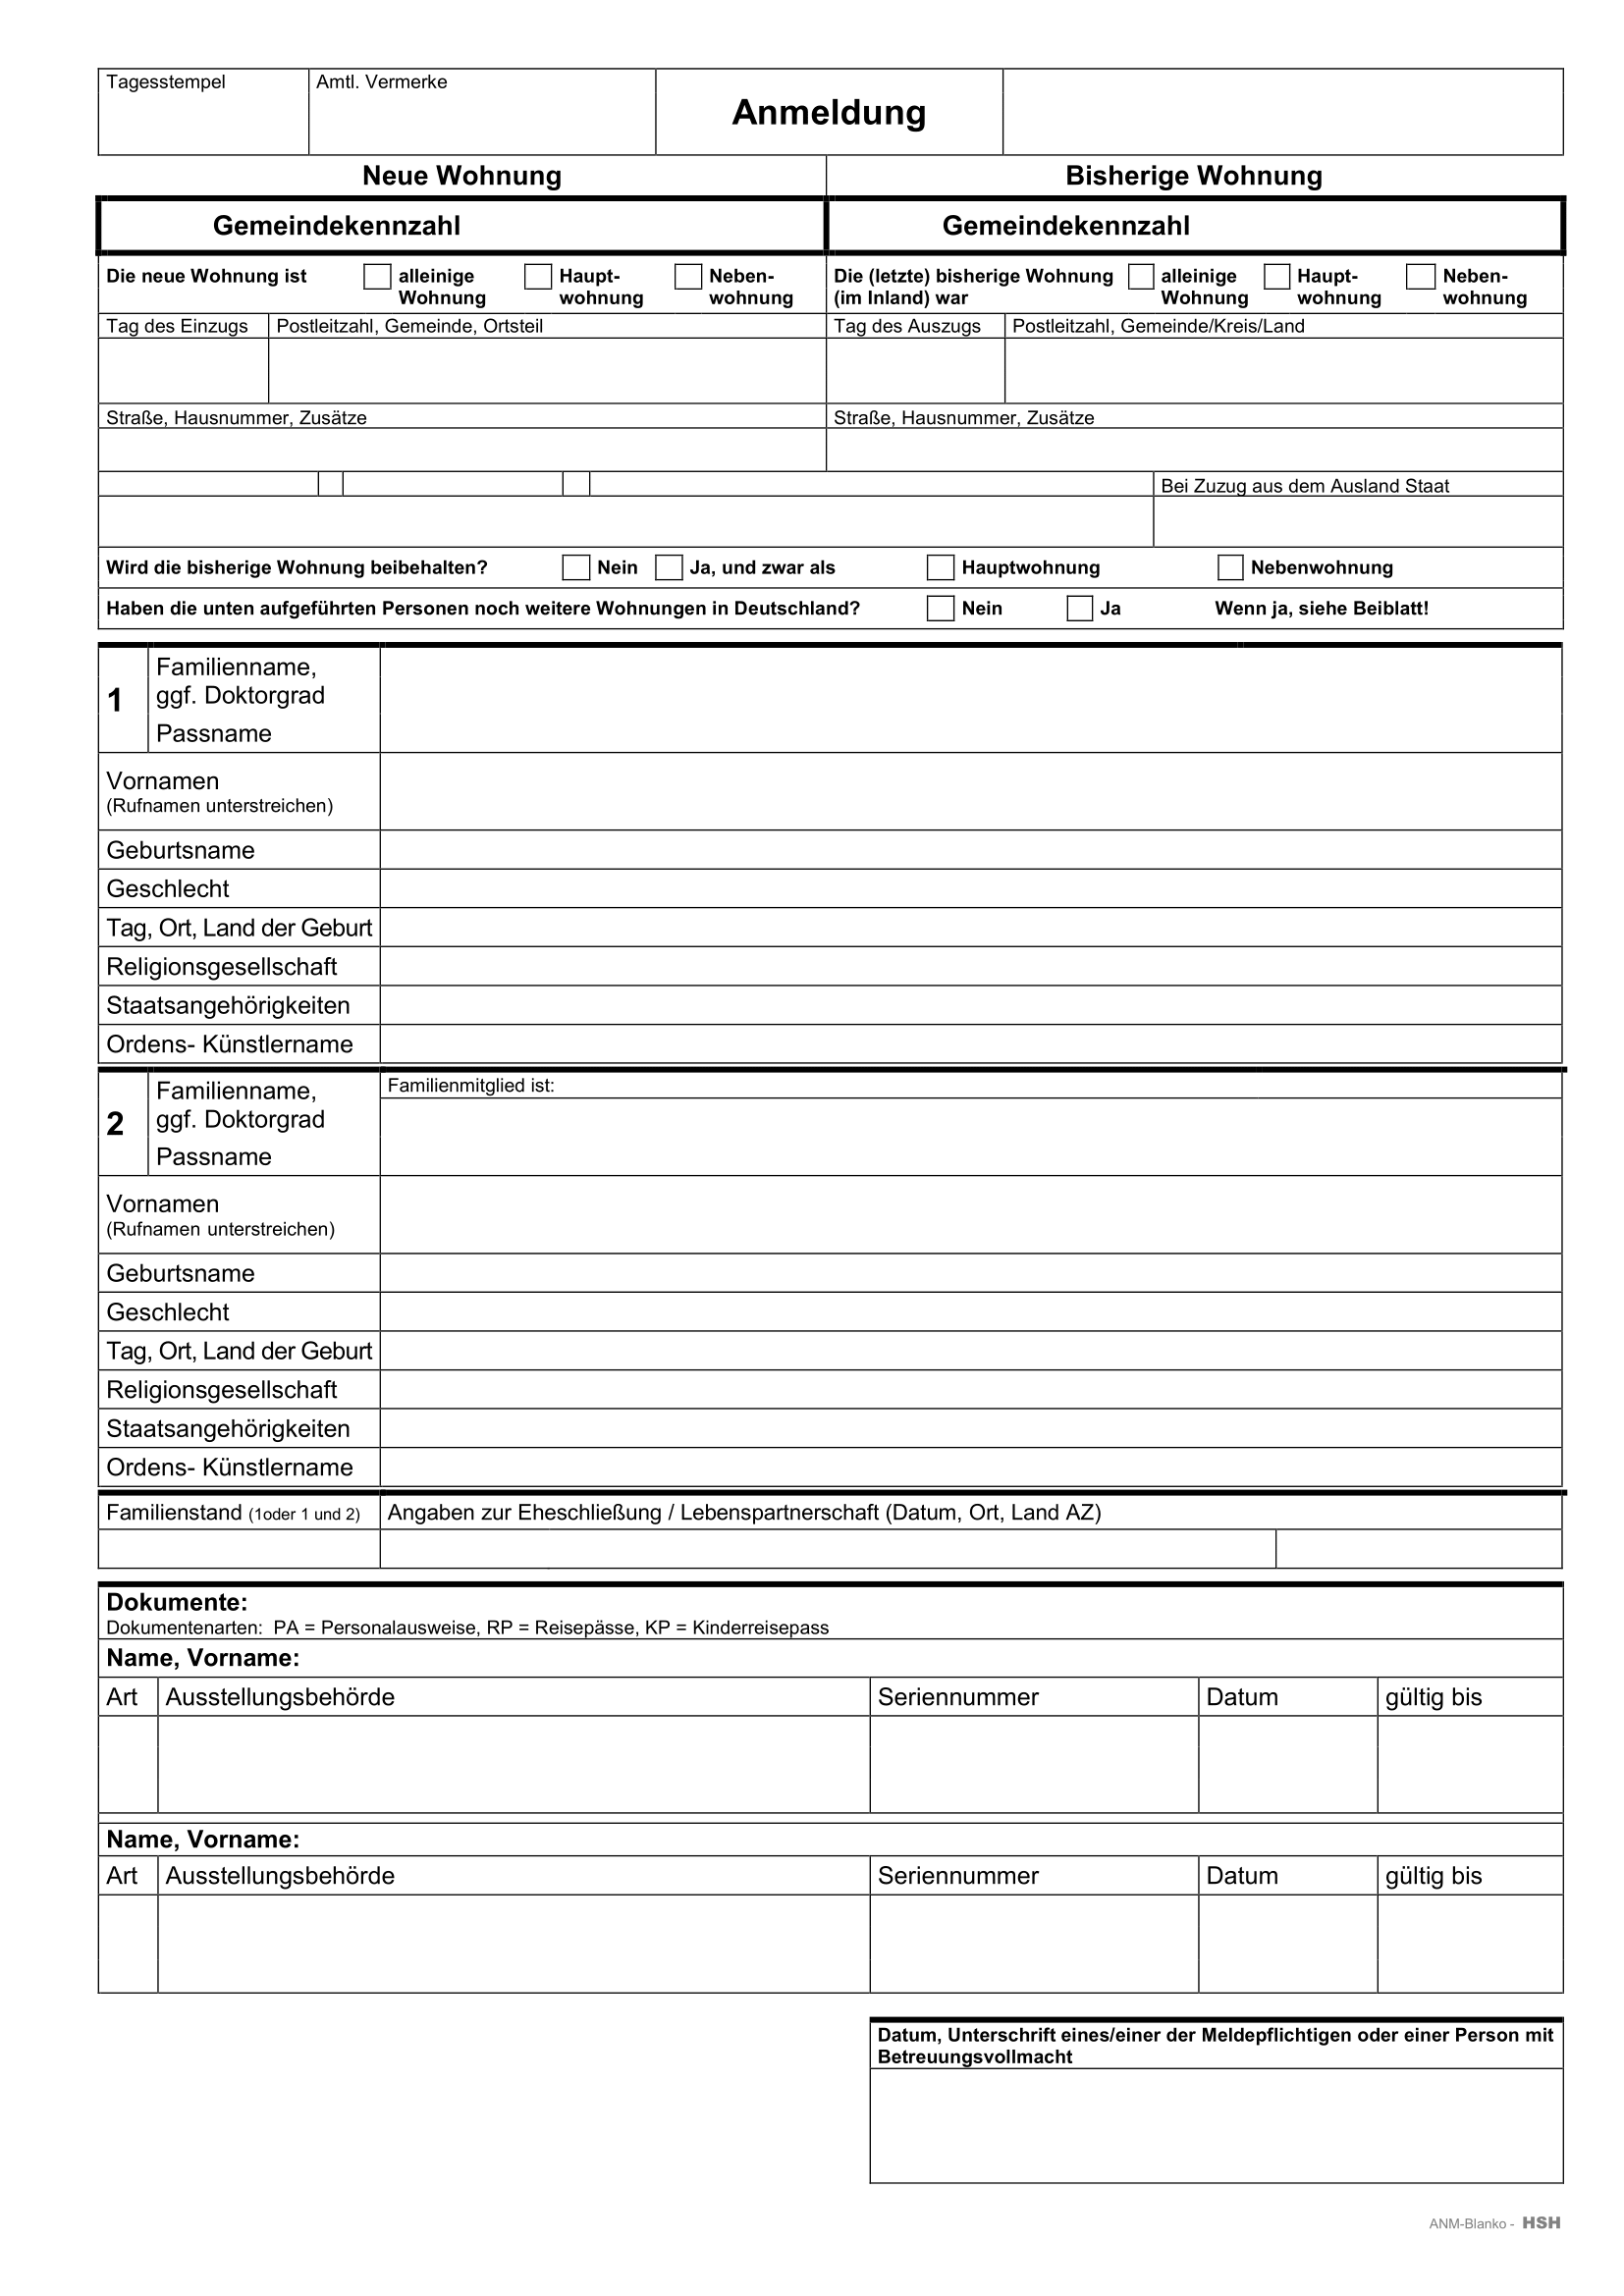 Tagesstempel
Amtl. Vermerke
Anmeldung
Neue Wohnung
Bisherige Wohnung
Gemeindekennzahl
Gemeindekennzahl
Die neue Wohnung ist
alleinige
Wohnung
Haupt-
wohnung
Neben-
wohnung
Die (letzte) bisherige Wohnung
(im Inland) war
alleinige
Wohnung
Haupt-
wohnung
Neben-
wohnung
Tag des Einzugs
Postleitzahl, Gemeinde, Ortsteil
Tag des Auszugs
Postleitzahl, Gemeinde/Kreis/Land
Straße, Hausnummer, Zusätze
Straße, Hausnummer, Zusätze
Bei Zuzug aus dem Ausland Staat
Wird die bisherige Wohnung beibehalten? Nein Ja, und zwar als Hauptwohnung Nebenwohnung
Haben die unten aufgeführten Personen noch weitere Wohnungen in Deutschland? Nein Ja Wenn ja, siehe Beiblatt!
1
Familienname,
ggf. Doktorgrad
Passname
Vornamen
(Rufnamen unterstreichen)
Geburtsname
Geschlecht
Tag, Ort, Land der Geburt
Religionsgesellschaft
Staatsangehörigkeiten
Ordens- Künstlername
2
Familienname,
ggf. Doktorgrad
Passname
Familienmitglied ist:
Vornamen
(Rufnamen unterstreichen)
Geburtsname
Geschlecht
Tag, Ort, Land der Geburt
Religionsgesellschaft
Staatsangehörigkeiten
Ordens- Künstlername
Familienstand (1oder 1 und 2)
Angaben zur Eheschließung / Lebenspartnerschaft (Datum, Ort, Land AZ)
Dokumente:
Dokumentenarten: PA = Personalausweise, RP = Reisepässe, KP = Kinderreisepass
Name, Vorname:
Art Ausstellungsbehörde Seriennummer Datum gültig bis
Name, Vorname:
Art Ausstellungsbehörde Seriennummer Datum gültig bis
Datum, Unterschrift eines/einer der Meldepflichtigen oder einer Person mit
Betreuungsvollmacht
ANM-Blanko - HSH